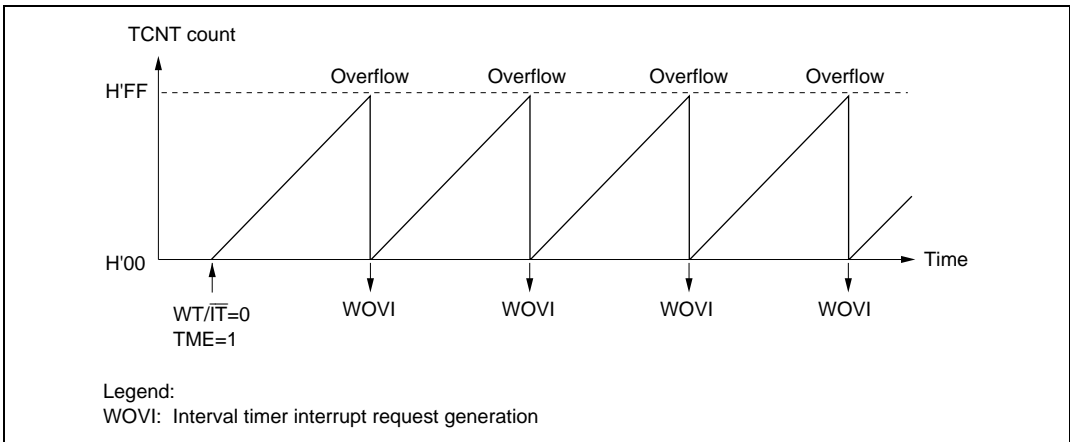 TCNT count
Overflow Overflow Overflow Overflow
H'FF
H'00
Time
WT/I̅T̅=0
TME=1
WOVI WOVI WOVI WOVI
Legend:
WOVI: Interval timer interrupt request generation